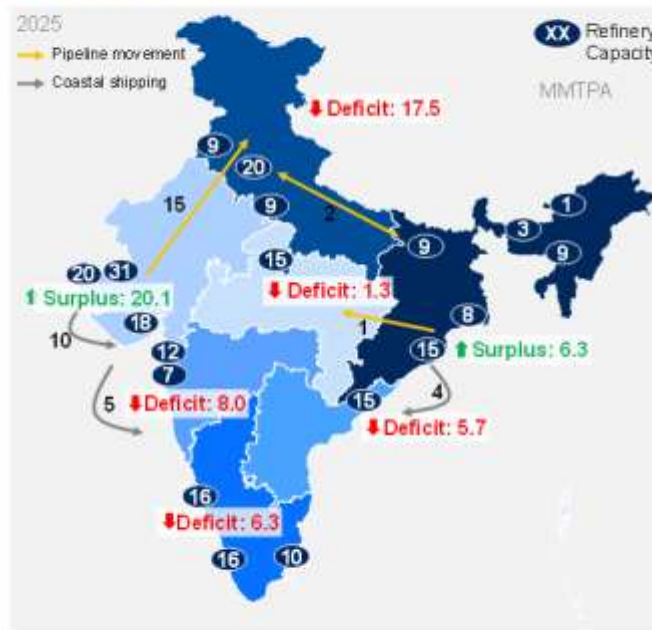 2025
Pipeline movement
Coastal shipping
XX Refinery
Capacity
MMTPA
Deficit: 17.5
9
20
15
9
2
1
3
9
9
15
20
31
Deficit: 1.3
Surplus: 20.1
18
1
8
10
12
15
Surplus: 6.3
7
5
Deficit: 8.0
15
4
Deficit: 5.7
16
Deficit: 6.3
16
10